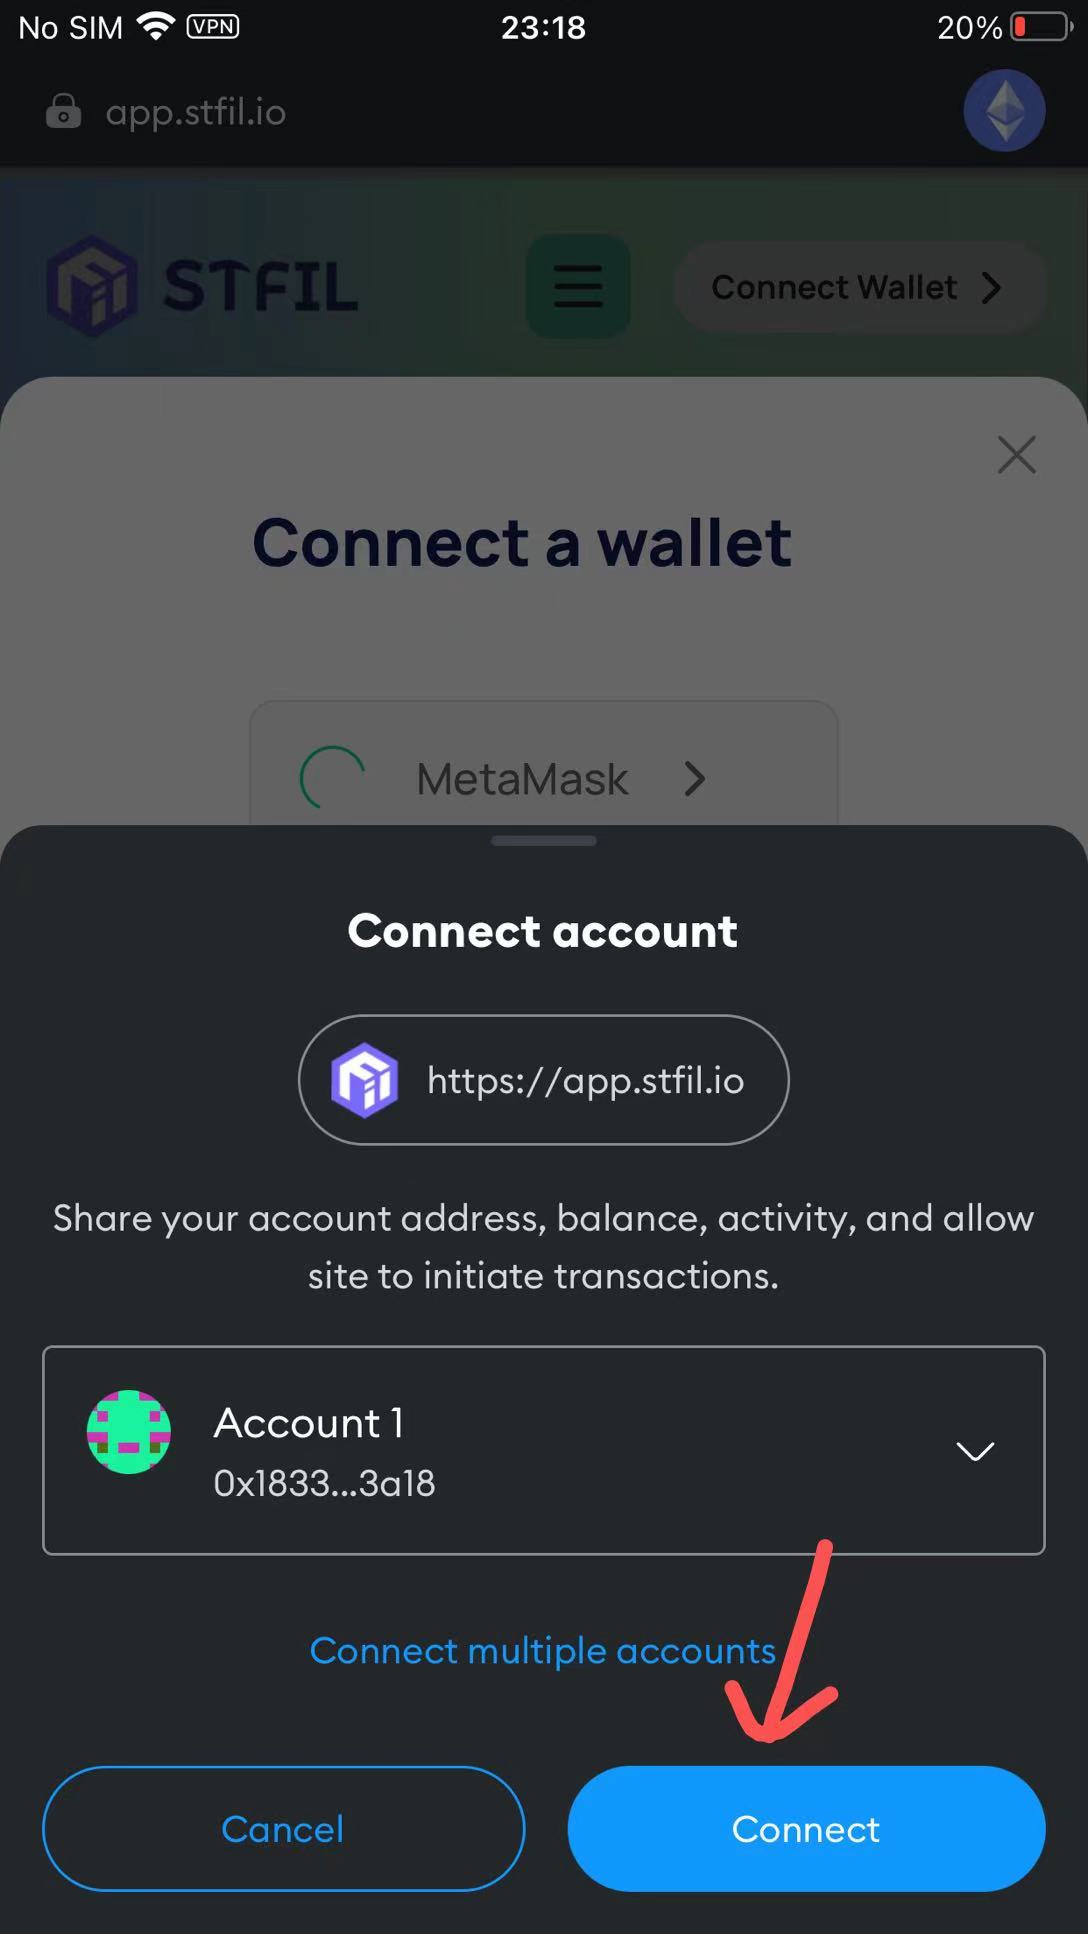 No SIM VPN 23:18 20%
app.stfil.io
STFIL Connect Wallet
Connect a wallet
MetaMask
Connect account
https://app.stfil.io
Share your account address, balance, activity, and allow
site to initiate transactions.
Account 1
0x1833...3a18
Connect multiple accounts
Cancel Connect